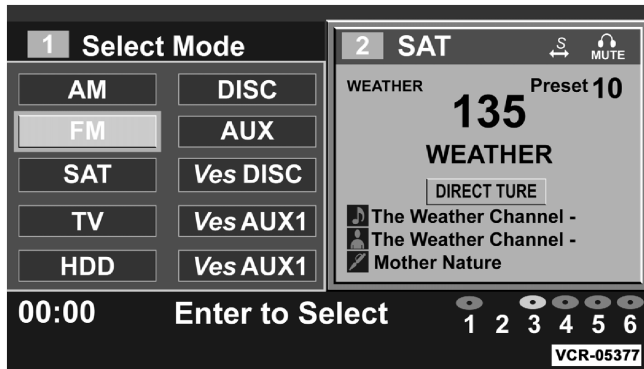 1 Select Mode
AM DISC
FM AUX
SAT Ves DISC
TV Ves AUX1
HDD Ves AUX1
2 SAT S MUTE
WEATHER Preset 10
135
WEATHER
DIRECT TURE
The Weather Channel -
The Weather Channel -
Mother Nature
00:00 Enter to Select 1 2 3 4 5 6
VCR-05377